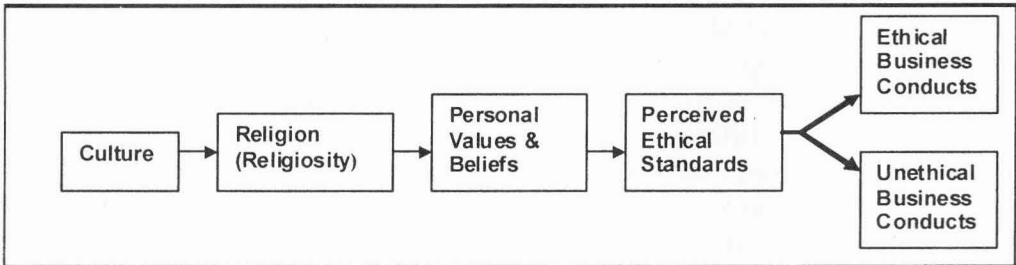 Culture
Religion
(Religiosity)
Personal
Values &
Beliefs
Perceived
Ethical
Standards
Ethical
Business
Conducts
Unethical
Business
Conducts